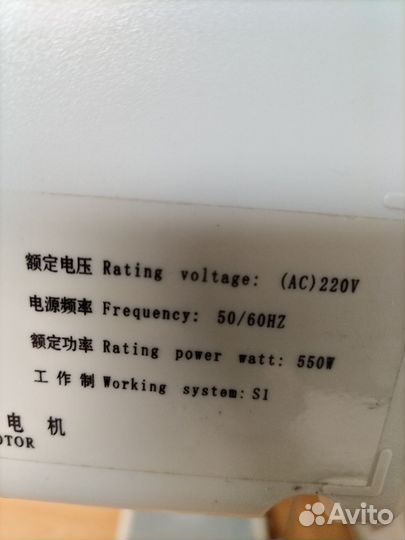 额定电压 Rating voltage: (AC)220V
电源频率 Frequency: 50/60HZ
额定功率 Rating power watt: 550W
工作制 Working system: S1
电机
OTOR
Avito